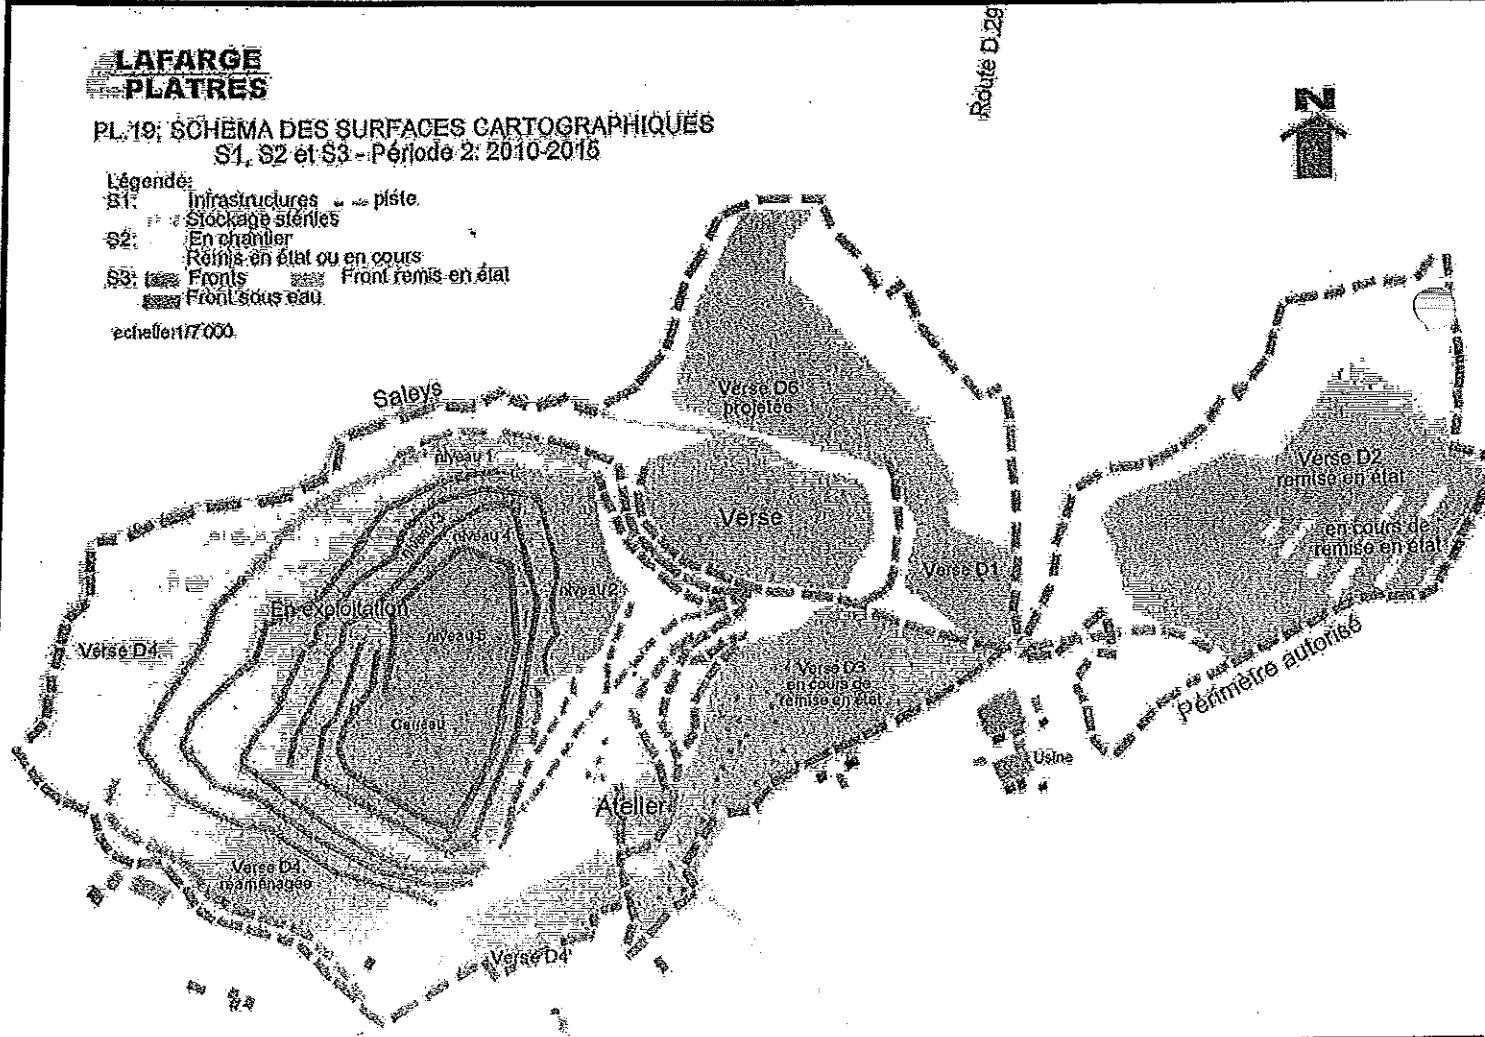 LAFARGE
PLATRES
PL.19: SCHEMA DES SURFACES CARTOGRAPHIQUES
S1, S2 et S3 - Période 2: 2010-2015
Légende:
S1: Infrastructures piste
Stockage stériles
S2: En chantier
Remis en état ou en cours
S3: Fronts Front remis en état
Front sous eau
echelle:1/7 000
Route D 29
N
Saleys
niveau 1
niveau 3
niveau 4
niveau 2
En exploitation
niveau 5
Carreau
Verse D4
Verse D4
réaménagée
Verse D4
Atelier
Verse D6
projetée
Verse
Verse D1
Verse D3
en cours de
remise en état
Verse D2
remise en état
en cours de
remise en état
Périmètre autorisé
Usine